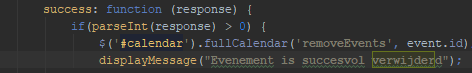 success: function (response) {
if(parseInt(response) > 0) {
$('#calendar').fullCalendar('removeEvents', event.id)
displayMessage("Evenement is succesvol verwijderd");